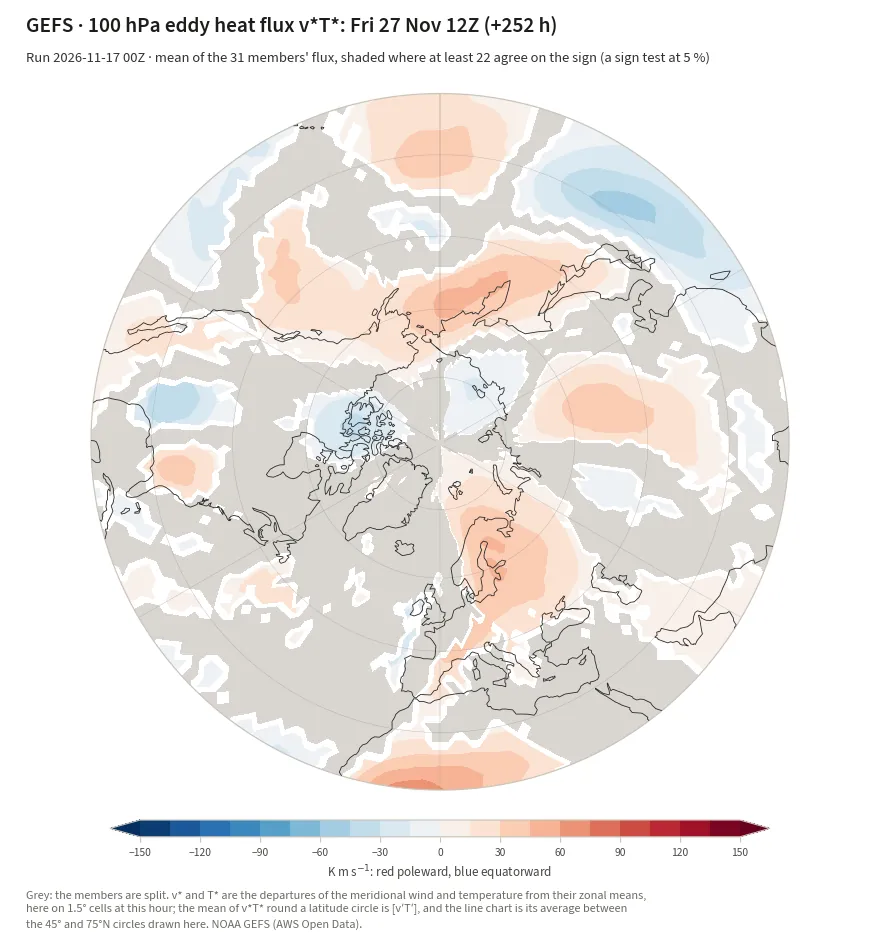 GEFS · 100 hPa eddy heat flux v*T*: Fri 27 Nov 12Z (+252 h)
Run 2026-11-17 00Z · mean of the 31 members' flux, shaded where at least 22 agree on the sign (a sign test at 5 %)
−150 −120 −90 −60 −30 0 30 60 90 120 150
K m s⁻¹: red poleward, blue equatorward
Grey: the members are split. v* and T* are the departures of the meridional wind and temperature from their zonal means,
here on 1.5° cells at this hour; the mean of v*T* round a latitude circle is [v'T'], and the line chart is its average between
the 45° and 75°N circles drawn here. NOAA GEFS (AWS Open Data).